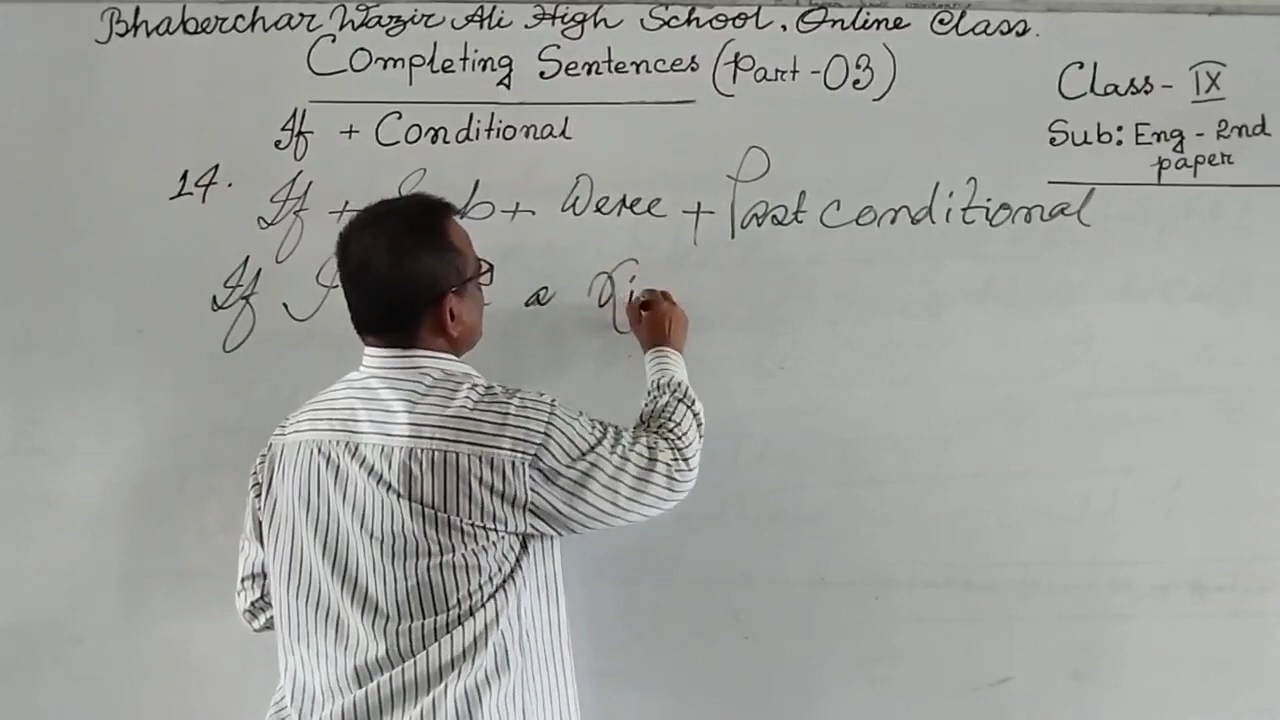 Bhaberchar Wazir Ali High School, Online Class.
Completing Sentences (Part-03)
Class- IX
Sub: Eng - 2nd paper
If + Conditional
14. If + + Were + Past conditional
If I a